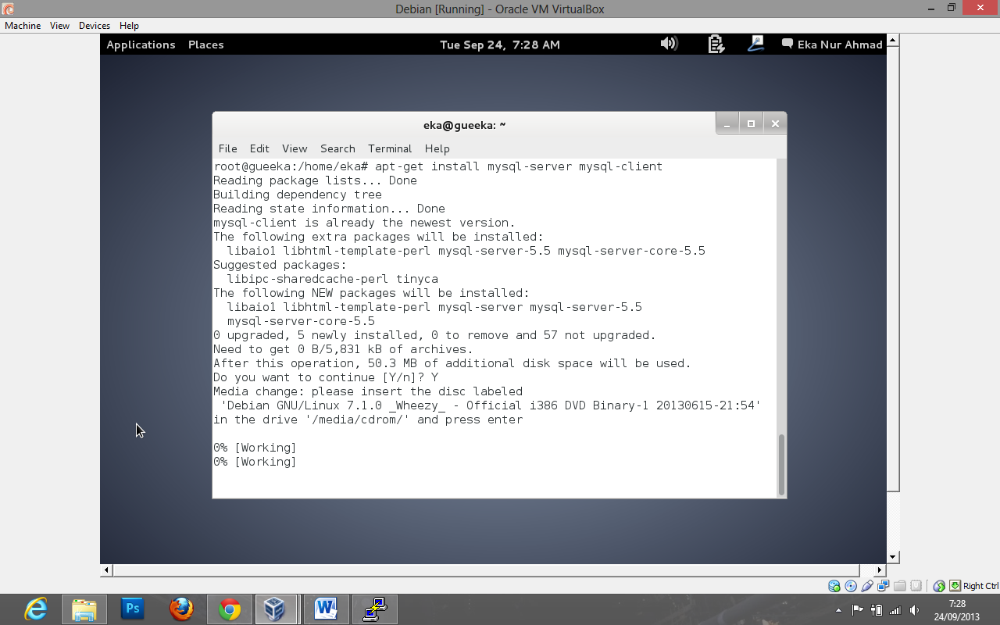 Debian [Running] - Oracle VM VirtualBox
Machine View Devices Help
Applications Places Tue Sep 24, 7:28 AM Eka Nur Ahmad
eka@gueeka: ~
File Edit View Search Terminal Help
root@gueeka:/home/eka# apt-get install mysql-server mysql-client
Reading package lists... Done
Building dependency tree
Reading state information... Done
mysql-client is already the newest version.
The following extra packages will be installed:
  libaio1 libhtml-template-perl mysql-server-5.5 mysql-server-core-5.5
Suggested packages:
  libipc-sharedcache-perl tinyca
The following NEW packages will be installed:
  libaio1 libhtml-template-perl mysql-server mysql-server-5.5
  mysql-server-core-5.5
0 upgraded, 5 newly installed, 0 to remove and 57 not upgraded.
Need to get 0 B/5,831 kB of archives.
After this operation, 50.3 MB of additional disk space will be used.
Do you want to continue [Y/n]? Y
Media change: please insert the disc labeled
 'Debian GNU/Linux 7.1.0 _Wheezy_ - Official i386 DVD Binary-1 20130615-21:54'
in the drive '/media/cdrom/' and press enter
0% [Working]
0% [Working]
Right Ctrl
Ps
W
7:28
24/09/2013